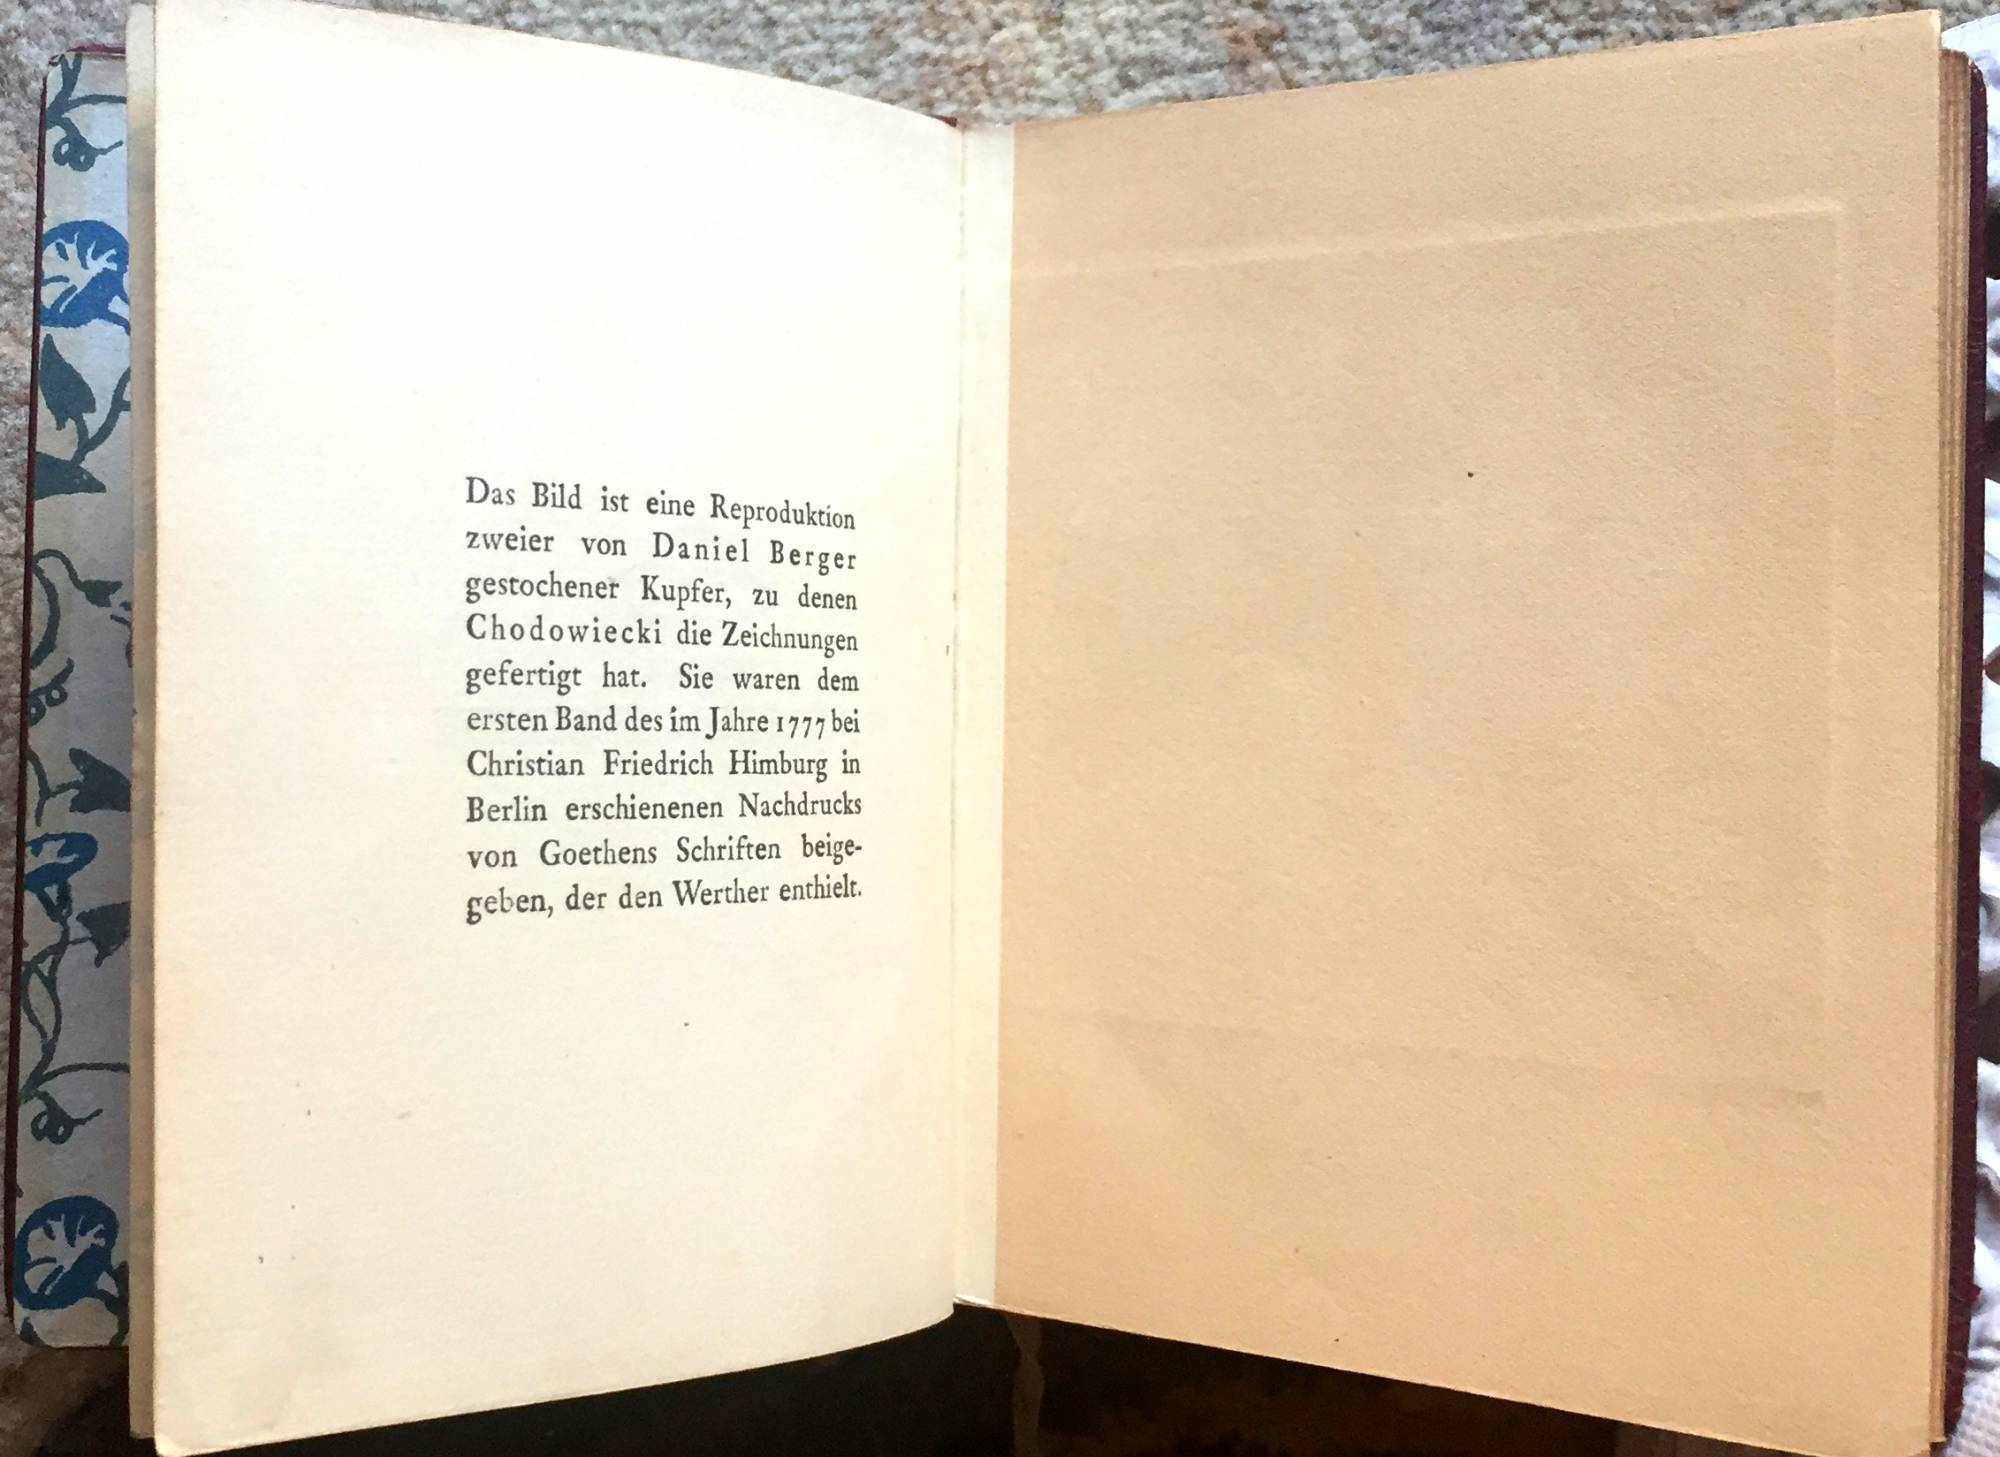 Das Bild ist eine Reproduktion
zweier von Daniel Berger
gestochener Kupfer, zu denen
Chodowiecki die Zeichnungen
gefertigt hat. Sie waren dem
ersten Band des im Jahre 1777 bei
Christian Friedrich Himburg in
Berlin erschienenen Nachdrucks
von Goethens Schriften beige-
geben, der den Werther enthielt.